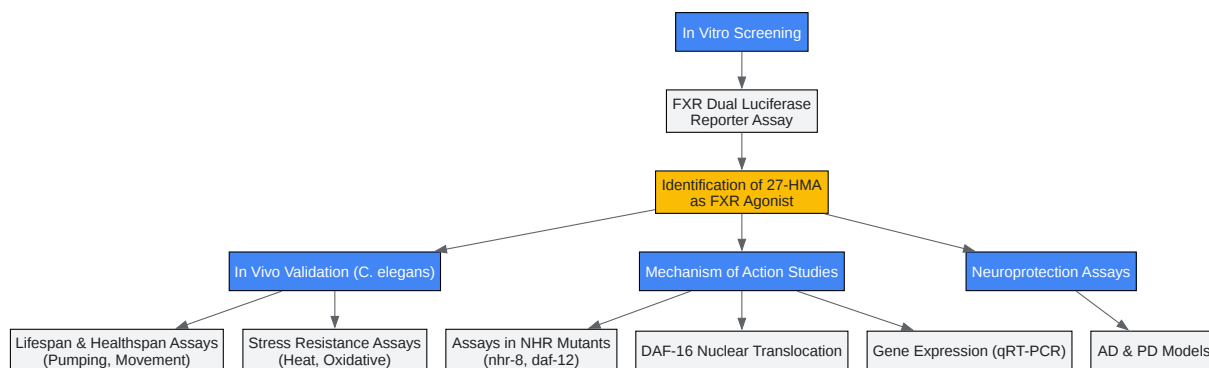 In Vitro Screening
FXR Dual Luciferase
Reporter Assay
Identification of 27-HMA
as FXR Agonist
In Vivo Validation (C. elegans)
Mechanism of Action Studies
Neuroprotection Assays
Lifespan & Healthspan Assays
(Pumping, Movement)
Stress Resistance Assays
(Heat, Oxidative)
Assays in NHR Mutants
(nhr-8, daf-12)
DAF-16 Nuclear Translocation
Gene Expression (qRT-PCR)
AD & PD Models